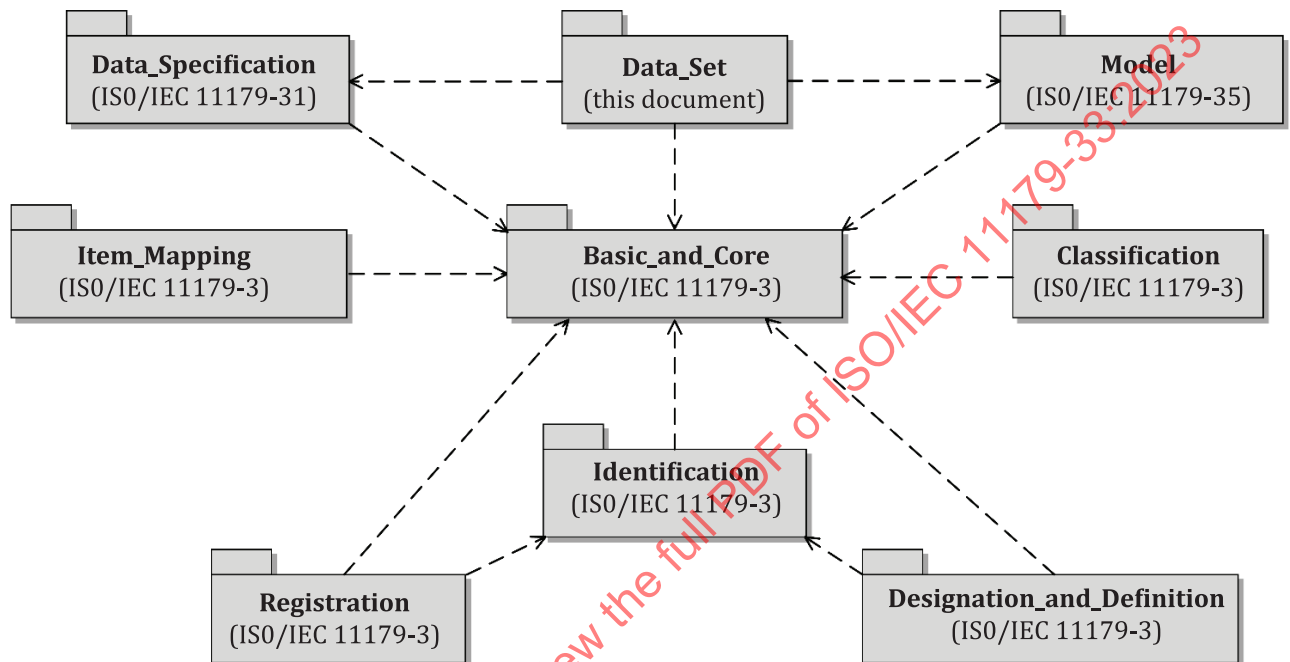 Data_Specification
(IS0/IEC 11179-31)
Data_Set
(this document)
Model
(IS0/IEC 11179-35)
Item_Mapping
(IS0/IEC 11179-3)
Basic_and_Core
(IS0/IEC 11179-3)
Classification
(IS0/IEC 11179-3)
Identification
(IS0/IEC 11179-3)
Registration
(IS0/IEC 11179-3)
Designation_and_Definition
(IS0/IEC 11179-3)
the full PDF of ISO/IEC 11179-33:2023